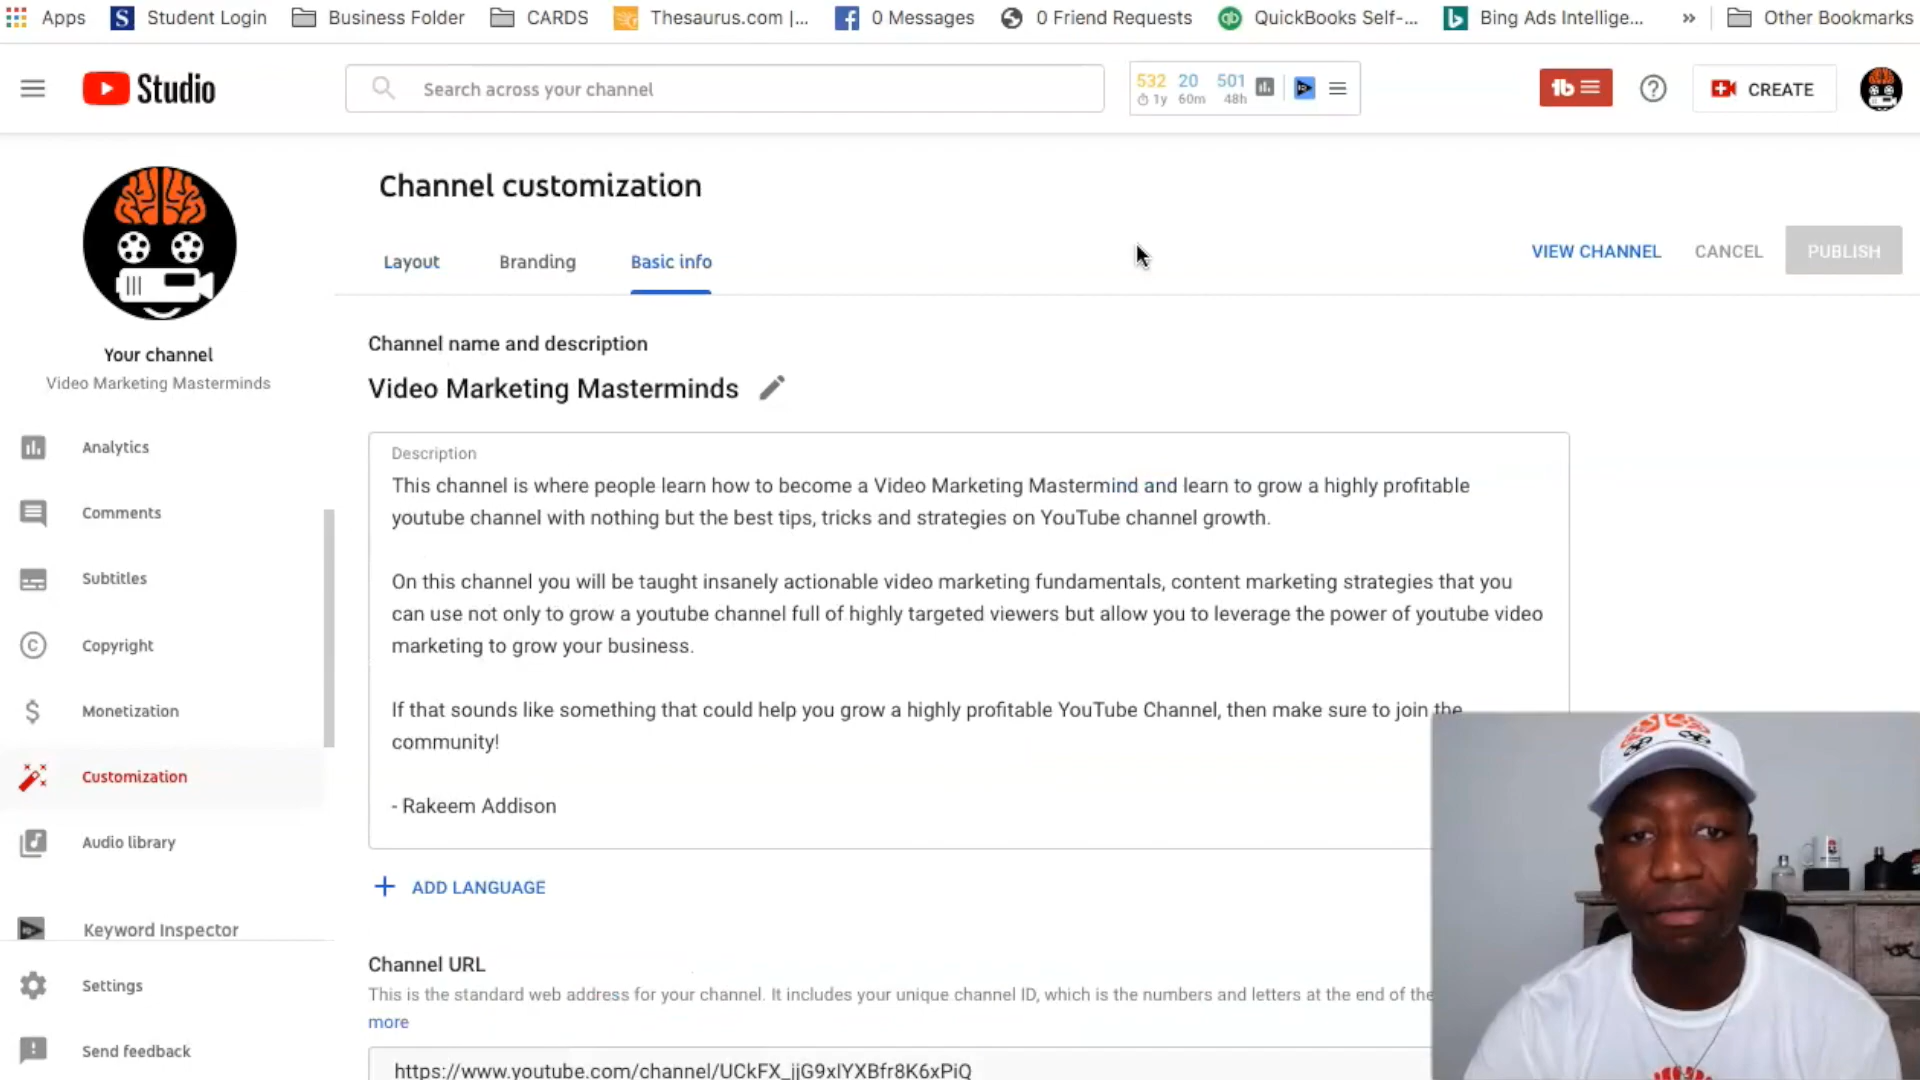 Apps
Student Login
Business Folder
CARDS
Thesaurus.com |...
0 Messages
0 Friend Requests
QuickBooks Self-...
Bing Ads Intellige...
»
Other Bookmarks
Studio
Search across your channel
532 20 501
1y 60m 48h
CREATE
Channel customization
Layout
Branding
Basic info
VIEW CHANNEL
CANCEL
PUBLISH
Your channel
Video Marketing Masterminds
Analytics
Comments
Subtitles
Copyright
Monetization
Customization
Audio library
Keyword Inspector
Settings
Send feedback
Channel name and description
Video Marketing Masterminds
Description
This channel is where people learn how to become a Video Marketing Mastermind and learn to grow a highly profitable
youtube channel with nothing but the best tips, tricks and strategies on YouTube channel growth.
On this channel you will be taught insanely actionable video marketing fundamentals, content marketing strategies that you
can use not only to grow a youtube channel full of highly targeted viewers but allow you to leverage the power of youtube video
marketing to grow your business.
If that sounds like something that could help you grow a highly profitable YouTube Channel, then make sure to join the
community!
- Rakeem Addison
+ ADD LANGUAGE
Channel URL
This is the standard web address for your channel. It includes your unique channel ID, which is the numbers and letters at the end of the
more
https://www.youtube.com/channel/UCkFX_jjG9xIYXBfr8K6xPiQ